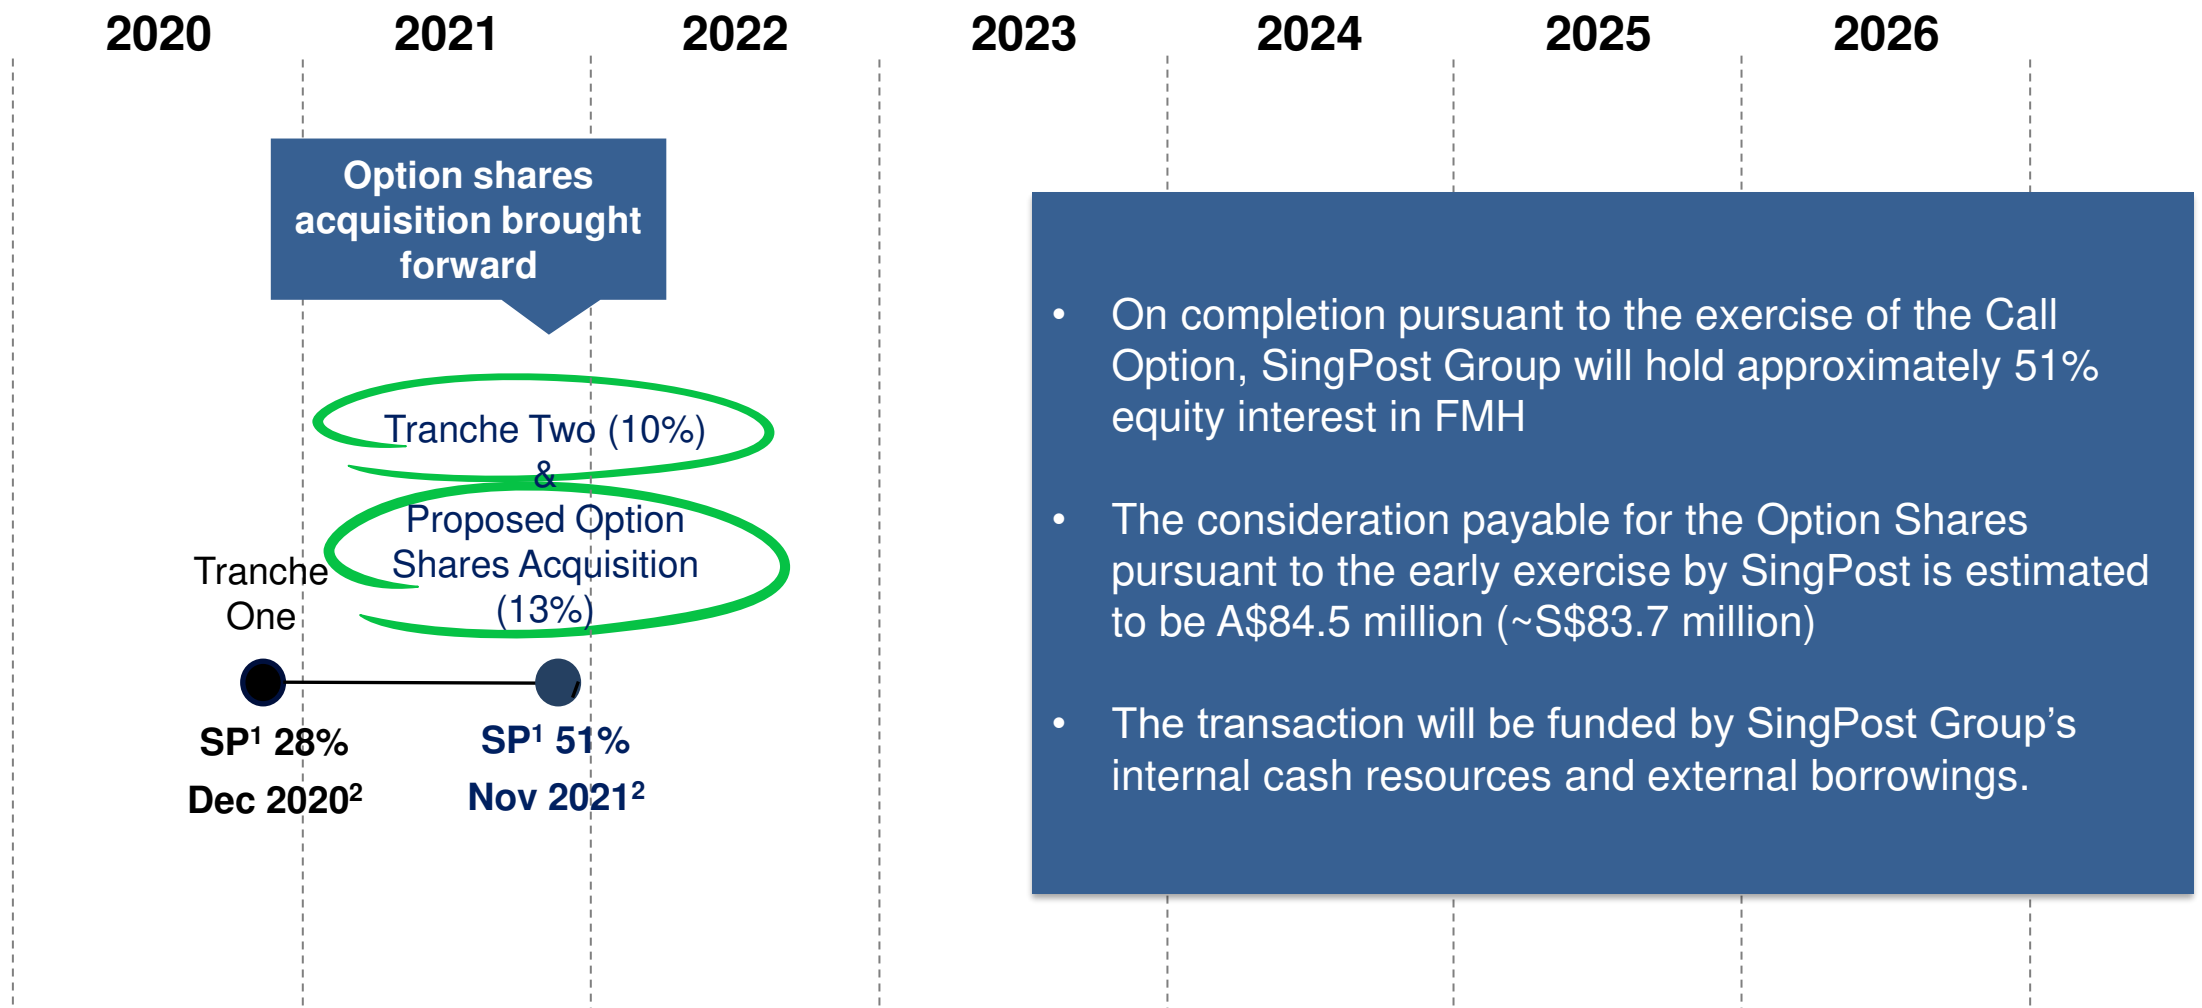 2020 2021 2022 2023 2024 2025 2026
Option shares
acquisition brought
forward
Tranche Two (10%)
&
Proposed Option
Shares Acquisition
(13%)
Tranche
One
SP¹ 28%
Dec 2020²
SP¹ 51%
Nov 2021²
• On completion pursuant to the exercise of the Call
Option, SingPost Group will hold approximately 51%
equity interest in FMH
• The consideration payable for the Option Shares
pursuant to the early exercise by SingPost is estimated
to be A$84.5 million (~S$83.7 million)
• The transaction will be funded by SingPost Group’s
internal cash resources and external borrowings.